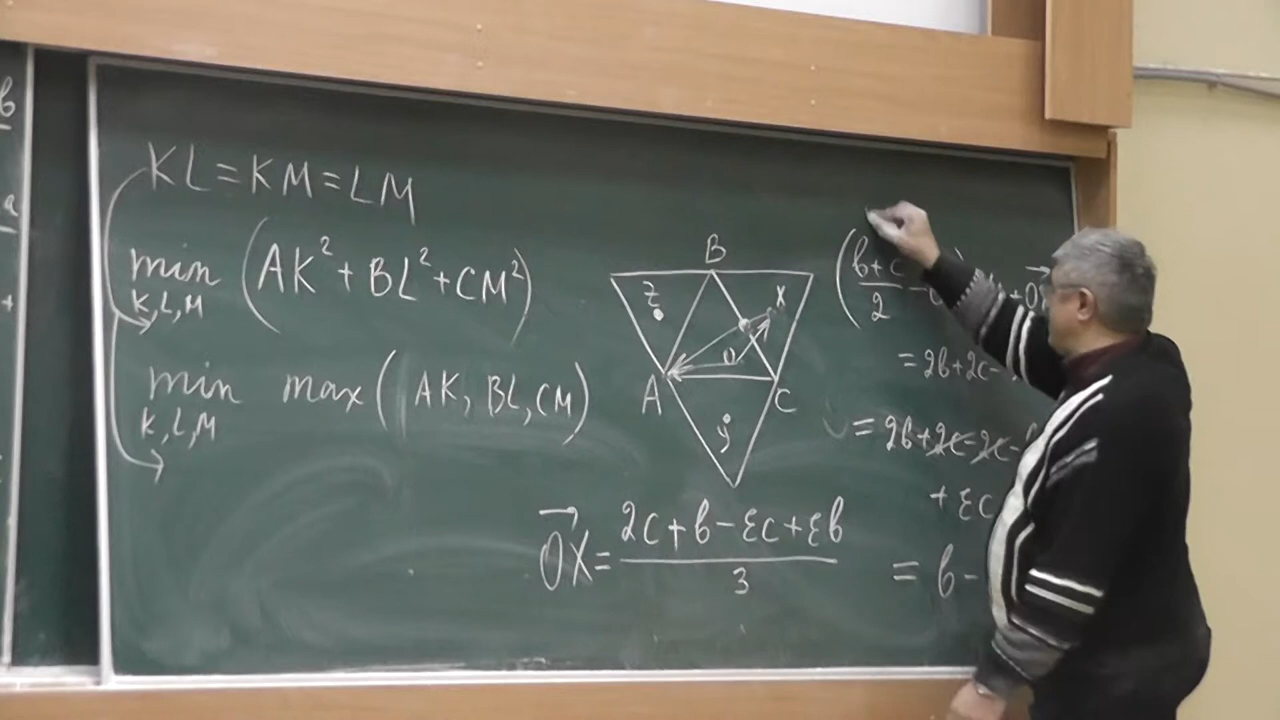 KL=KM=LM
min (AK²+BL²+CM²)
K,L,M
min max( AK, BL, CM)
K,L,M
B
Z
X
O
A
C
y
OX= 2c+b-εc+εb
3
(b+c
2
=2b+2c-
=2b+2c-2c-
+εc
=b-
b
a
+